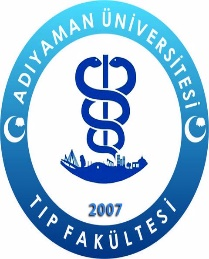 ADIYAMAN ÜNİVERSİTESİ
2007
TIP FAKÜLTESİ